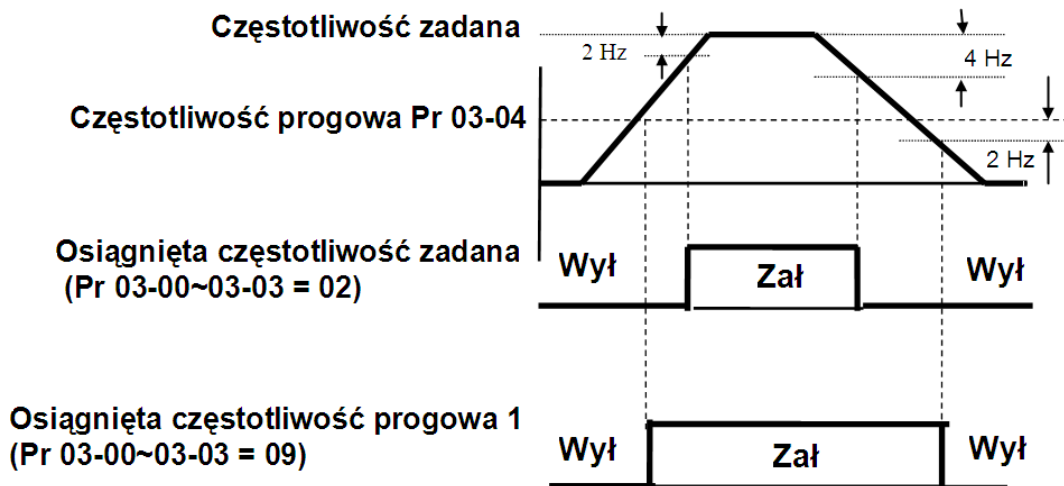 Częstotliwość zadana
2 Hz
4 Hz
Częstotliwość progowa Pr 03-04
2 Hz
Osiągnięta częstotliwość zadana
(Pr 03-00~03-03 = 02)
Wył
Zał
Wył
Osiągnięta częstotliwość progowa 1
(Pr 03-00~03-03 = 09)
Wył
Zał
Wył